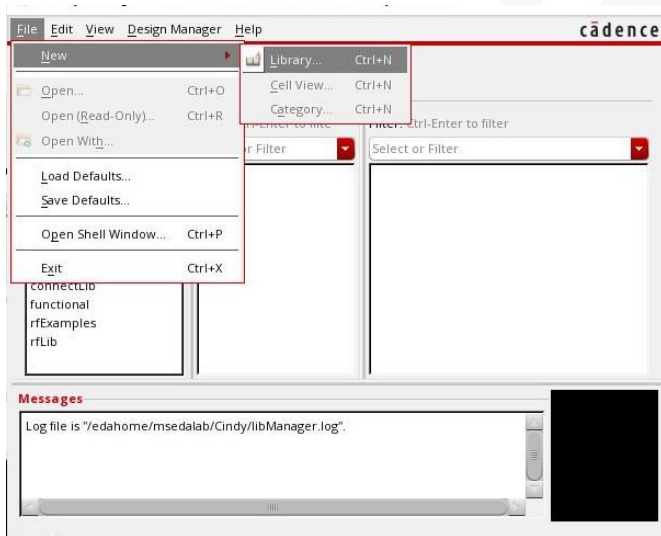 File Edit View Design Manager Help cādence
New
Library... Ctrl+N
Cell View... Ctrl+N
Category... Ctrl+N
Open... Ctrl+O
Open (Read-Only)... Ctrl+R
Open With...
Load Defaults...
Save Defaults...
Open Shell Window... Ctrl+P
Exit Ctrl+X
Ctrl-Enter to filter
or Filter
Select or Filter
connectLib
functional
rfExamples
rfLib
Messages
Log file is "/edahome/msedalab/Cindy/libManager.log".